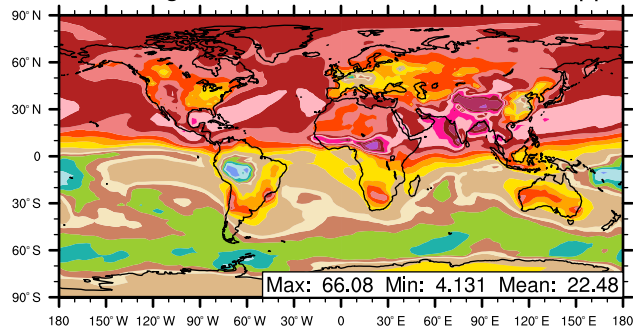 90° N
60° N
30° N
0
30° S
60° S
90° S
Max: 66.08 Min: 4.131 Mean: 22.48
180 150° W 120° W 90° W 60° W 30° W 0 30° E 60° E 90° E 120° E 150° E 180